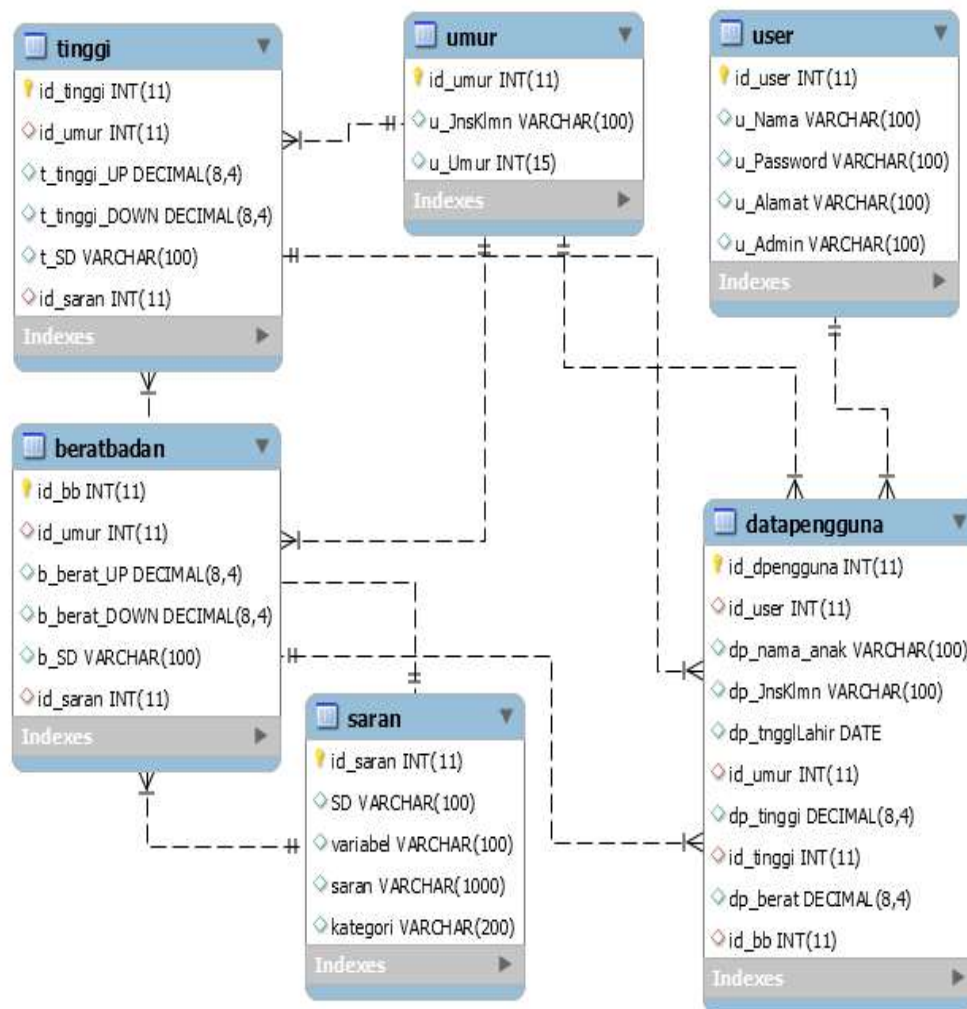 tinggi
id_tinggi INT(11)
id_umur INT(11)
t_tinggi_UP DECIMAL(8,4)
t_tinggi_DOWN DECIMAL(8,4)
t_SD VARCHAR(100)
id_saran INT(11)
Indexes
umur
id_umur INT(11)
u_JnsKlmn VARCHAR(100)
u_Umur INT(15)
Indexes
user
id_user INT(11)
u_Nama VARCHAR(100)
u_Password VARCHAR(100)
u_Alamat VARCHAR(100)
u_Admin VARCHAR(100)
Indexes
beratbadan
id_bb INT(11)
id_umur INT(11)
b_berat_UP DECIMAL(8,4)
b_berat_DOWN DECIMAL(8,4)
b_SD VARCHAR(100)
id_saran INT(11)
Indexes
saran
id_saran INT(11)
SD VARCHAR(100)
variabel VARCHAR(100)
saran VARCHAR(1000)
kategori VARCHAR(200)
Indexes
datapengguna
id_dpengguna INT(11)
id_user INT(11)
dp_nama_anak VARCHAR(100)
dp_JnsKlmn VARCHAR(100)
dp_tngglLahir DATE
id_umur INT(11)
dp_tinggi DECIMAL(8,4)
id_tinggi INT(11)
dp_berat DECIMAL(8,4)
id_bb INT(11)
Indexes